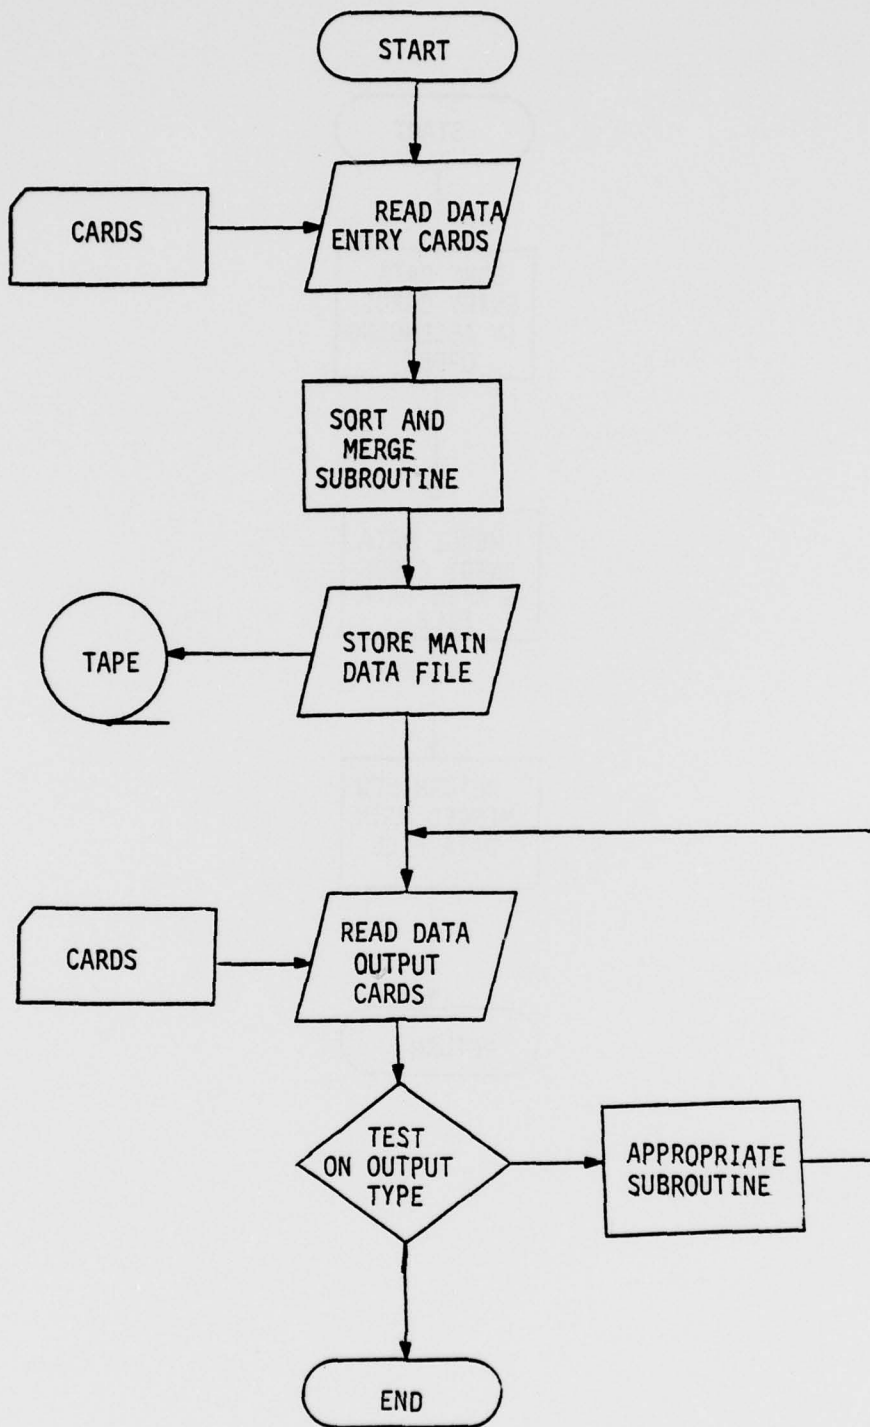 START
CARDS
READ DATA
ENTRY CARDS
SORT AND
MERGE
SUBROUTINE
TAPE
STORE MAIN
DATA FILE
CARDS
READ DATA
OUTPUT
CARDS
TEST
ON OUTPUT
TYPE
APPROPRIATE
SUBROUTINE
END